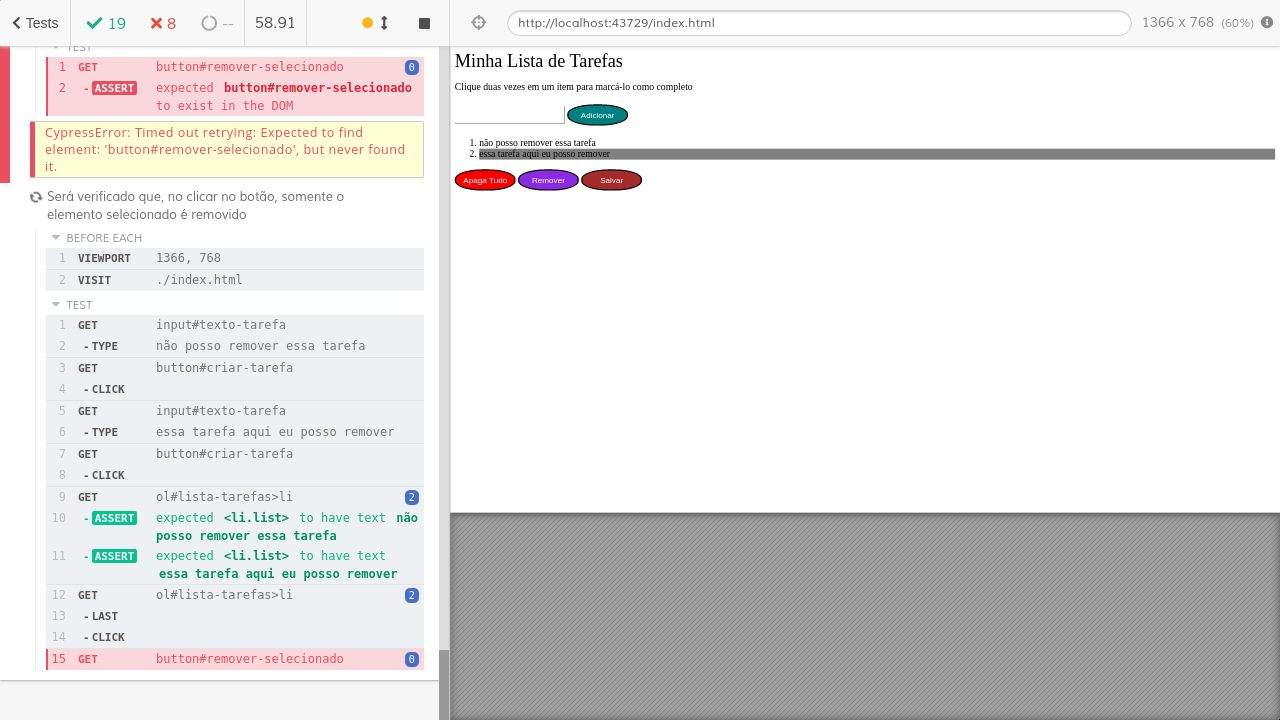 Tests 19 8 -- 58.91 http://localhost:43729/index.html 1366 x 768 (60%)
TEST
1 GET button#remover-selecionado 0
2 -ASSERT expected button#remover-selecionado
to exist in the DOM
CypressError: Timed out retrying: Expected to find
element: 'button#remover-selecionado', but never found
it.
Será verificado que, no clicar no botão, somente o
elemento selecionado é removido
BEFORE EACH
1 VIEWPORT 1366, 768
2 VISIT ./index.html
TEST
1 GET input#texto-tarefa
2 -TYPE não posso remover essa tarefa
3 GET button#criar-tarefa
4 -CLICK
5 GET input#texto-tarefa
6 -TYPE essa tarefa aqui eu posso remover
7 GET button#criar-tarefa
8 -CLICK
9 GET ol#lista-tarefas>li 2
10 -ASSERT expected <li.list> to have text não
posso remover essa tarefa
11 -ASSERT expected <li.list> to have text
essa tarefa aqui eu posso remover
12 GET ol#lista-tarefas>li 2
13 -LAST
14 -CLICK
15 GET button#remover-selecionado 0
Minha Lista de Tarefas
Clique duas vezes em um item para marcá-lo como completo
Adicionar
1. não posso remover essa tarefa
2. essa tarefa aqui eu posso remover
Apaga Tudo Remover Salvar